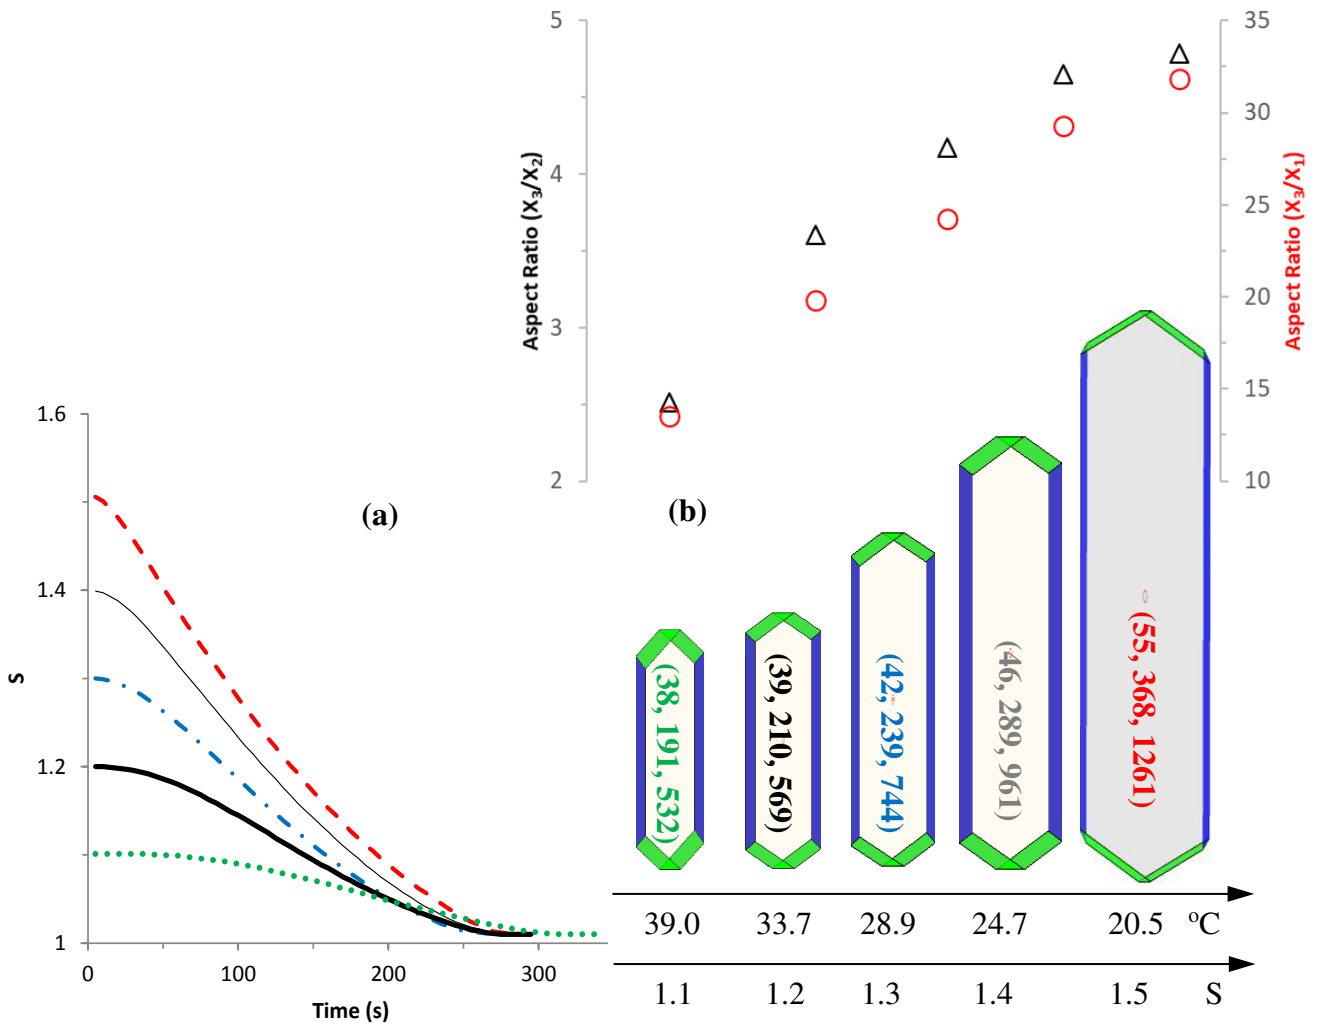 5
4
3
2
Aspect Ratio (X3/X2)
35
30
25
20
15
10
Aspect Ratio (X3/X1)
1.6
1.4
1.2
1
S
0
100
200
300
Time (s)
(a)
(b)
(38, 191, 532)
(39, 210, 569)
(42, 239, 744)
(46, 289, 961)
(55, 368, 1261)
39.0 33.7 28.9 24.7 20.5 ºC
1.1 1.2 1.3 1.4 1.5 S